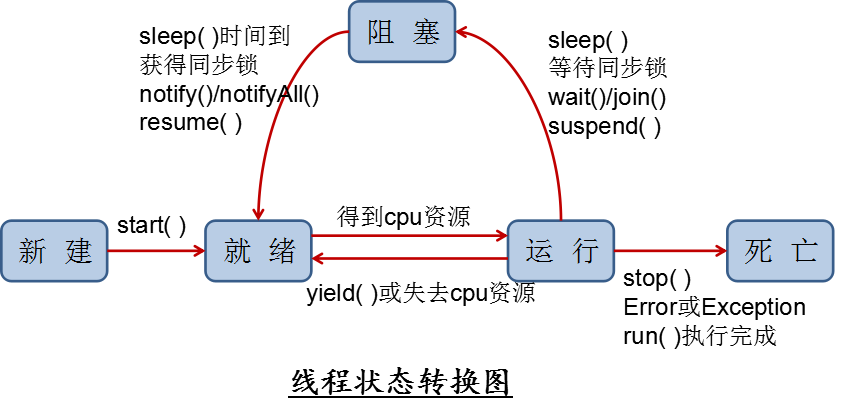 阻 塞
sleep( )时间到
获得同步锁
notify()/notifyAll()
resume( )
sleep( )
等待同步锁
wait()/join()
suspend( )
新 建
start( )
就 绪
得到cpu资源
yield( )或失去cpu资源
运 行
死 亡
stop( )
Error或Exception
run( )执行完成
线程状态转换图